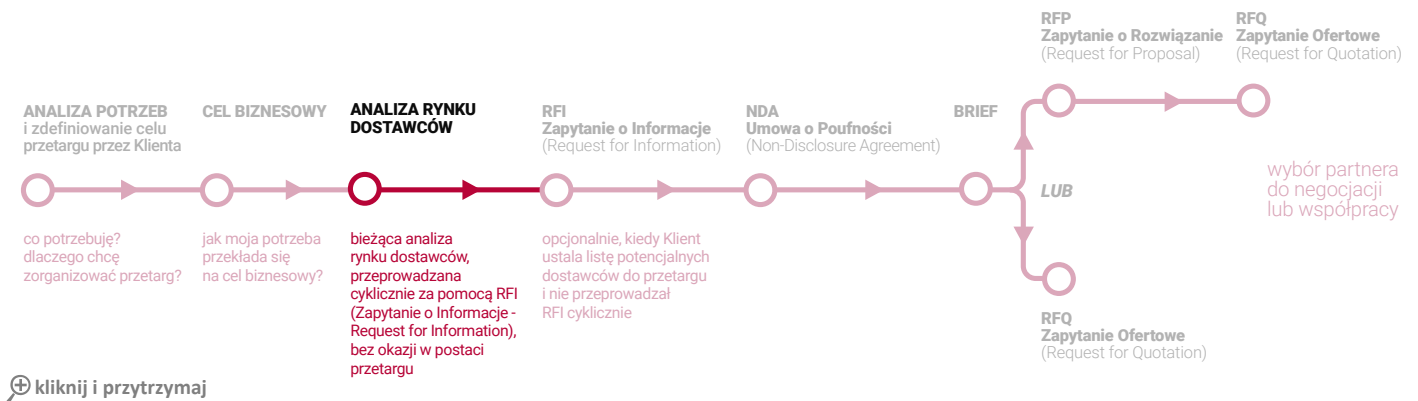 ANALIZA POTRZEB
i zdefiniowanie celu
przetargu przez Klienta
co potrzebuję?
dlaczego chcę
zorganizować przetarg?
CEL BIZNESOWY
jak moja potrzeba
przekłada się
na cel biznesowy?
ANALIZA RYNKU
DOSTAWCÓW
bieżąca analiza
rynku dostawców,
przeprowadzana
cyklicznie za pomocą RFI
(Zapytanie o Informacje -
Request for Information),
bez okazji w postaci
przetargu
RFI
Zapytanie o Informacje
(Request for Information)
opcjonalnie, kiedy Klient
ustala listę potencjalnych
dostawców do przetargu
i nie przeprowadzał
RFI cyklicznie
NDA
Umowa o Poufności
(Non-Disclosure Agreement)
BRIEF
LUB
RFP
Zapytanie o Rozwiązanie
(Request for Proposal)
RFQ
Zapytanie Ofertowe
(Request for Quotation)
wybór partnera
do negocjacji
lub współpracy
RFQ
Zapytanie Ofertowe
(Request for Quotation)
kliknij i przytrzymaj